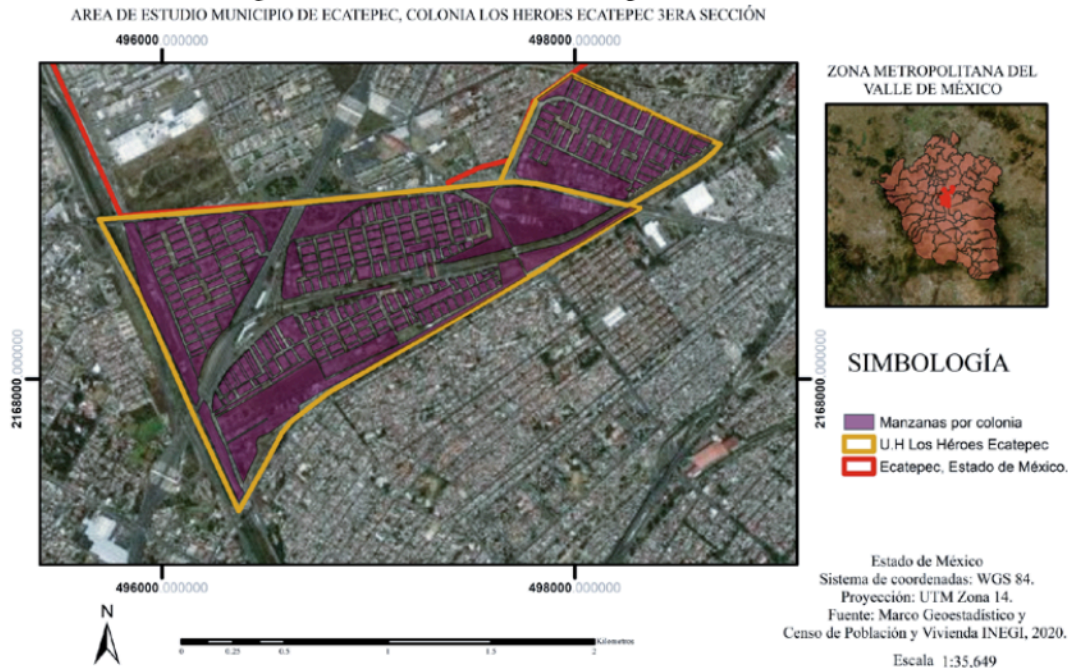 AREA DE ESTUDIO MUNICIPIO DE ECATEPEC, COLONIA LOS HEROES ECATEPEC 3ERA SECCIÓN
496000.000000
498000.000000
ZONA METROPOLITANA DEL
VALLE DE MÉXICO
2168000.000000
2168000.000000
SIMBOLOGÍA
Manzanas por colonia
U.H Los Héroes Ecatepec
Ecatepec, Estado de México.
496000.000000
498000.000000
N
0 0.25 0.5 1 1.5 2 Kilometros
Estado de México
Sistema de coordenadas: WGS 84.
Proyección: UTM Zona 14.
Fuente: Marco Geoestadístico y
Censo de Población y Vivienda INEGI, 2020.
Escala 1:35,649